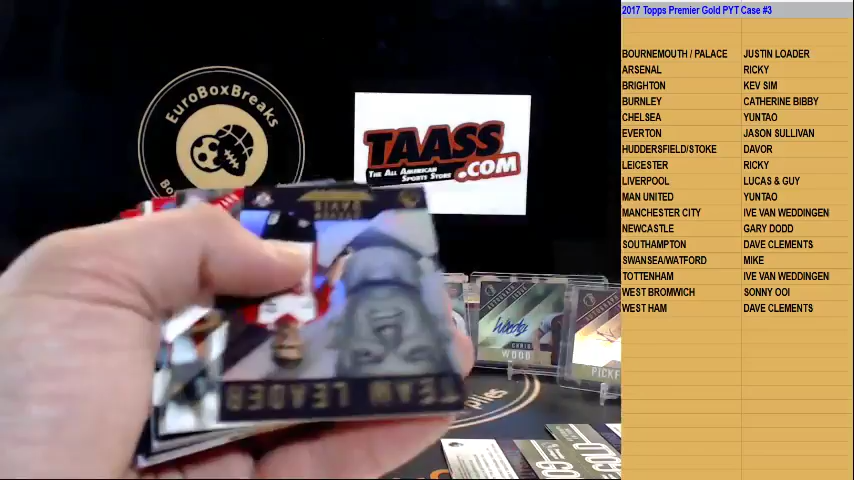 2017 Topps Premier Gold PYT Case #3
BOURNEMOUTH / PALACE JUSTIN LOADER
ARSENAL RICKY
BRIGHTON KEV SIM
BURNLEY CATHERINE BIBBY
CHELSEA YUNTAO
EVERTON JASON SULLIVAN
HUDDERSFIELD/STOKE DAVOR
LEICESTER RICKY
LIVERPOOL LUCAS & GUY
MAN UNITED YUNTAO
MANCHESTER CITY IVE VAN WEDDINGEN
NEWCASTLE GARY DODD
SOUTHAMPTON DAVE CLEMENTS
SWANSEA/WATFORD MIKE
TOTTENHAM IVE VAN WEDDINGEN
WEST BROMWICH SONNY OOI
WEST HAM DAVE CLEMENTS
EuroBoxBreaks
TAASS
.COM
THE ALL AMERICAN
SPORTS STORE
TEAM LEADER
CHRIS
WOOD
PICKF
GOLD